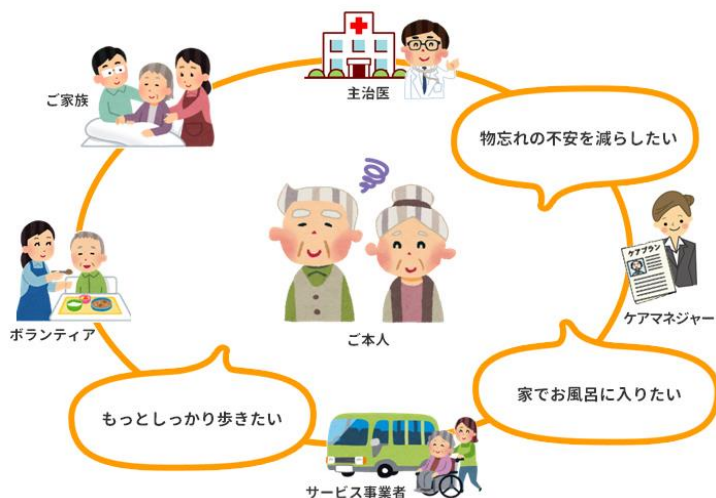 主治医
ご家族
物忘れの不安を減らしたい
ケアプラン
ボランティア
ケアマネジャー
ご本人
家でお風呂に入りたい
もっとしっかり歩きたい
サービス事業者